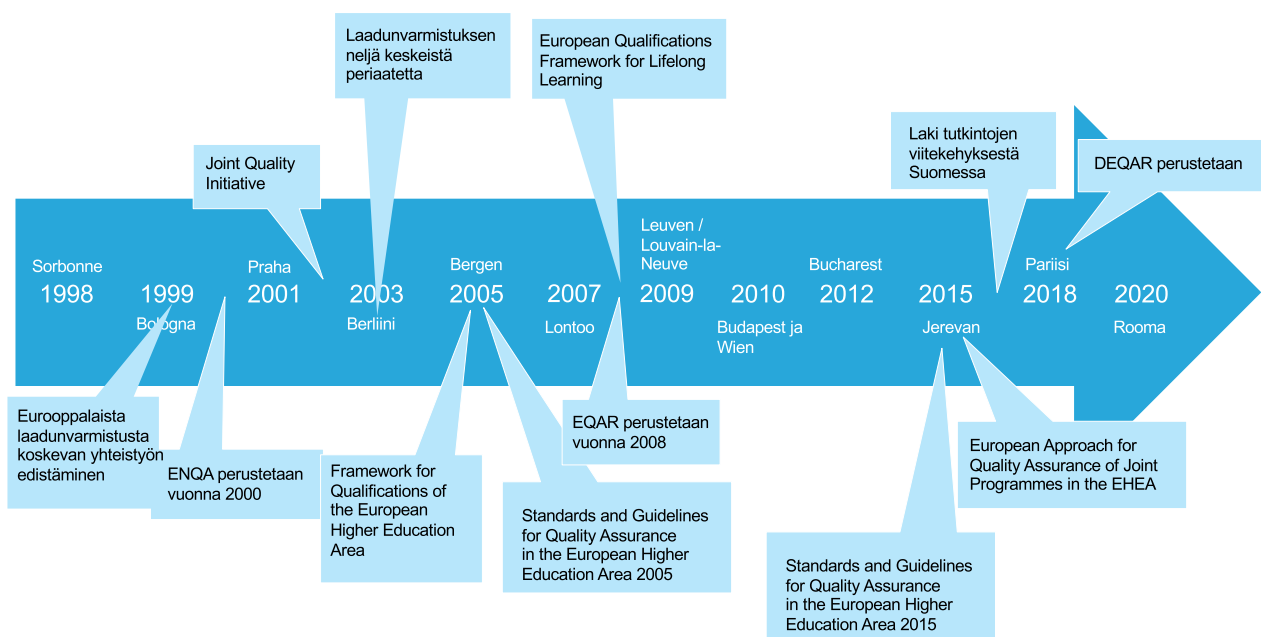 Laadunvarmistuksen
neljä keskeistä
periaatetta
European Qualifications
Framework for Lifelong
Learning
Laki tutkintojen
viitekehyksestä
Suomessa
DEQAR perustetaan
Joint Quality
Initiative
Sorbonne
1998
1999
Bologna
Praha
2001
2003
Berliini
Bergen
2005
2007
Lontoo
Leuven /
Louvain-la-
Neuve
2009
2010
Budapest ja
Wien
Bucharest
2012
2015
Jerevan
Pariisi
2018
2020
Rooma
Eurooppalaista
laadunvarmistusta
koskevan yhteistyön
edistäminen
ENQA perustetaan
vuonna 2000
Framework for
Qualifications of
the European
Higher Education
Area
Standards and Guidelines
for Quality Assurance
in the European Higher
Education Area 2005
EQAR perustetaan
vuonna 2008
Standards and Guidelines
for Quality Assurance
in the European Higher
Education Area 2015
European Approach for
Quality Assurance of Joint
Programmes in the EHEA